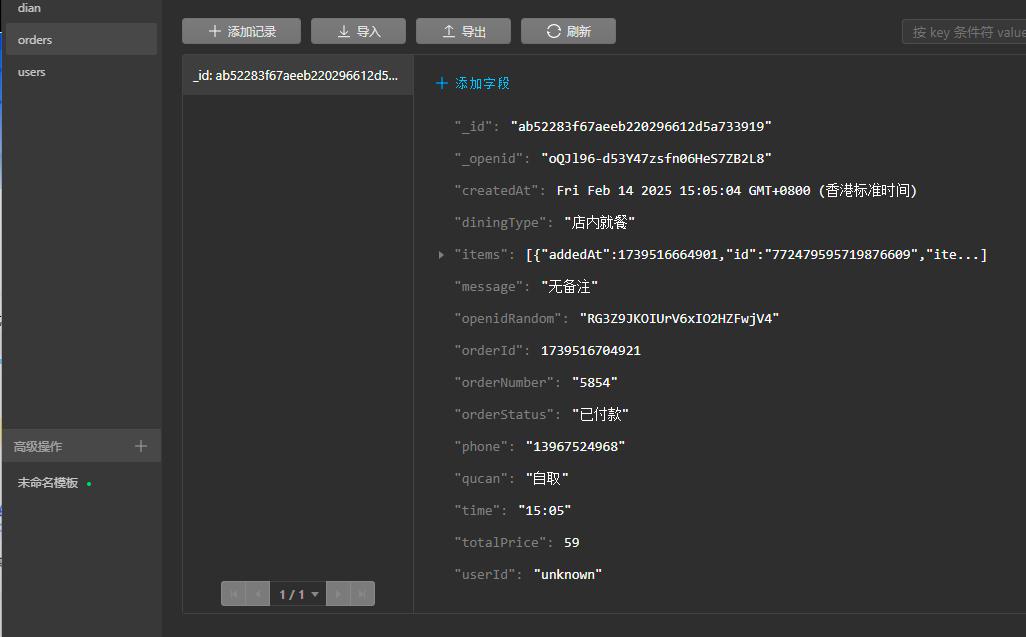 dian
orders
users
添加记录 导入 导出 刷新 按 key 条件符 value
_id: ab52283f67aeeb220296612d5...
添加字段
"_id": "ab52283f67aeeb220296612d5a733919"
"_openid": "oQJl96-d53Y47zsfn06HeS7ZB2L8"
"createdAt": Fri Feb 14 2025 15:05:04 GMT+0800 (香港标准时间)
"diningType": "店内就餐"
"items": [{"addedAt":1739516664901,"id":"772479595719876609","ite...]
"message": "无备注"
"openidRandom": "RG3Z9JKOIUrV6xIO2HZFwjV4"
"orderId": 1739516704921
"orderNumber": "5854"
"orderStatus": "已付款"
"phone": "13967524968"
"qucan": "自取"
"time": "15:05"
"totalPrice": 59
"userId": "unknown"
高级操作
未命名模板
1 / 1